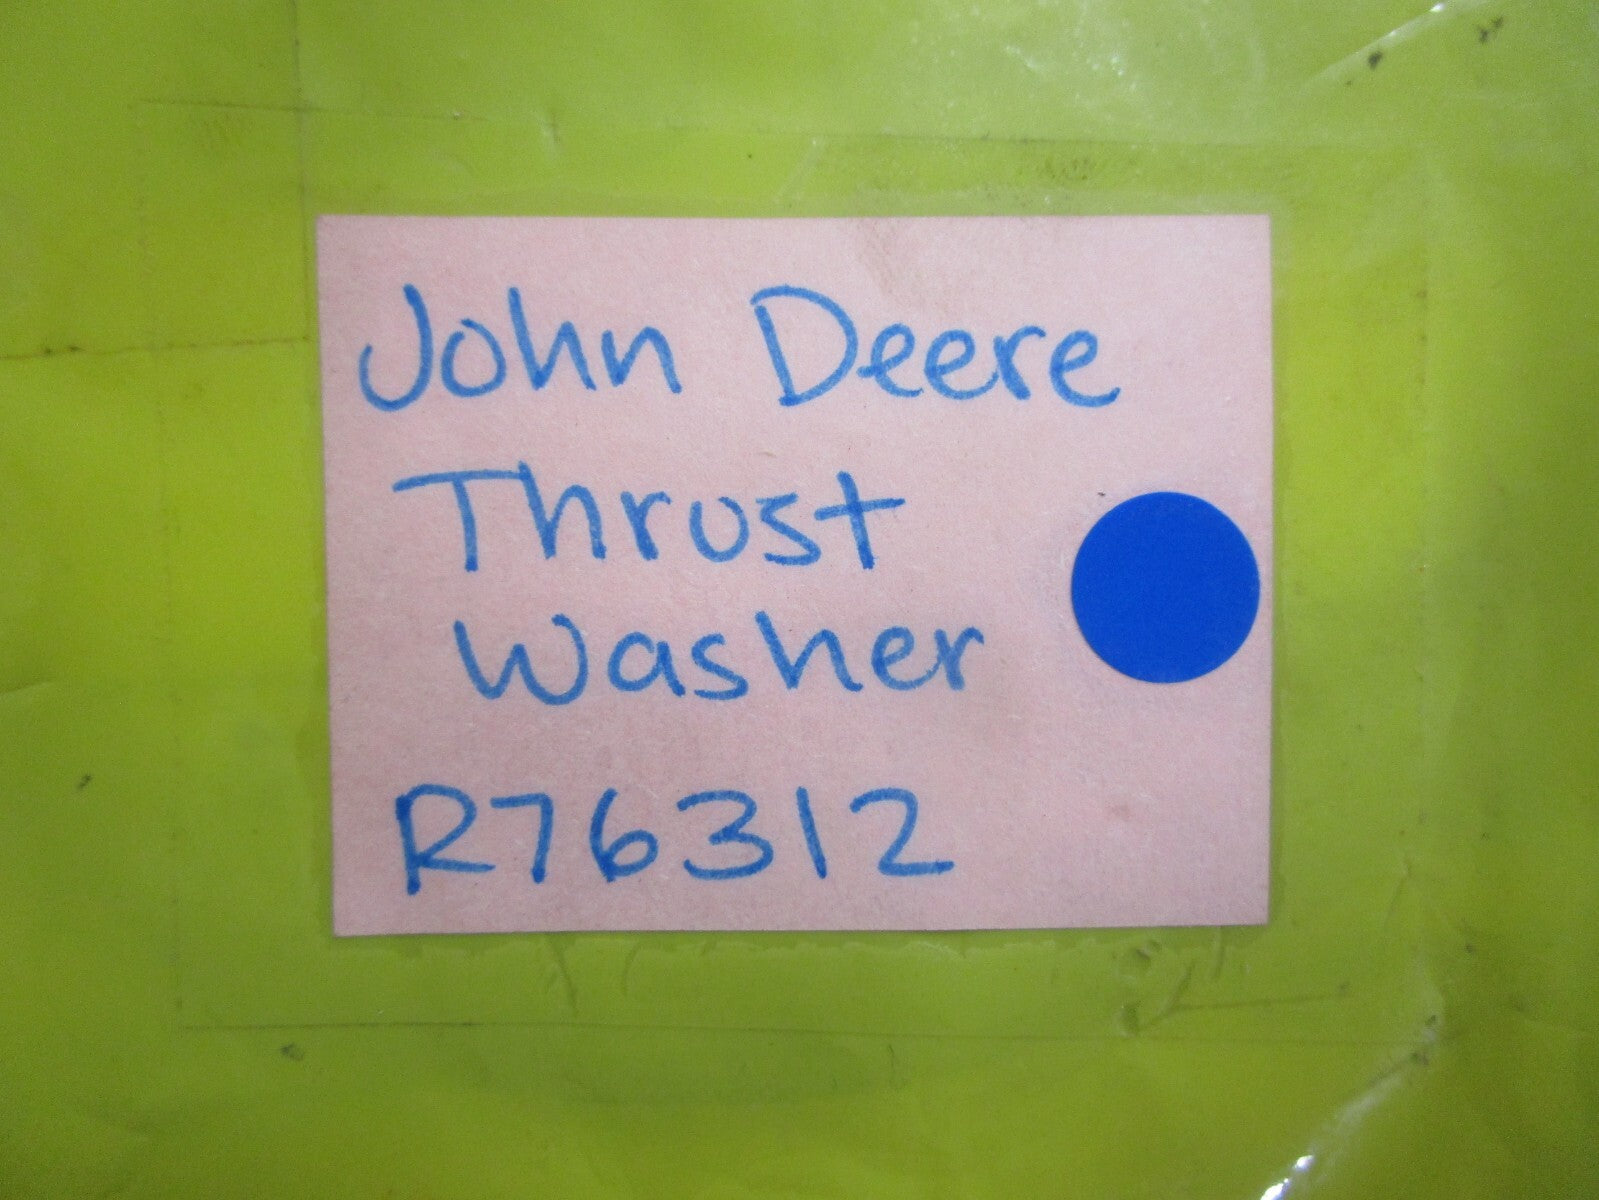 John Deere
Thrust
Washer
R76312